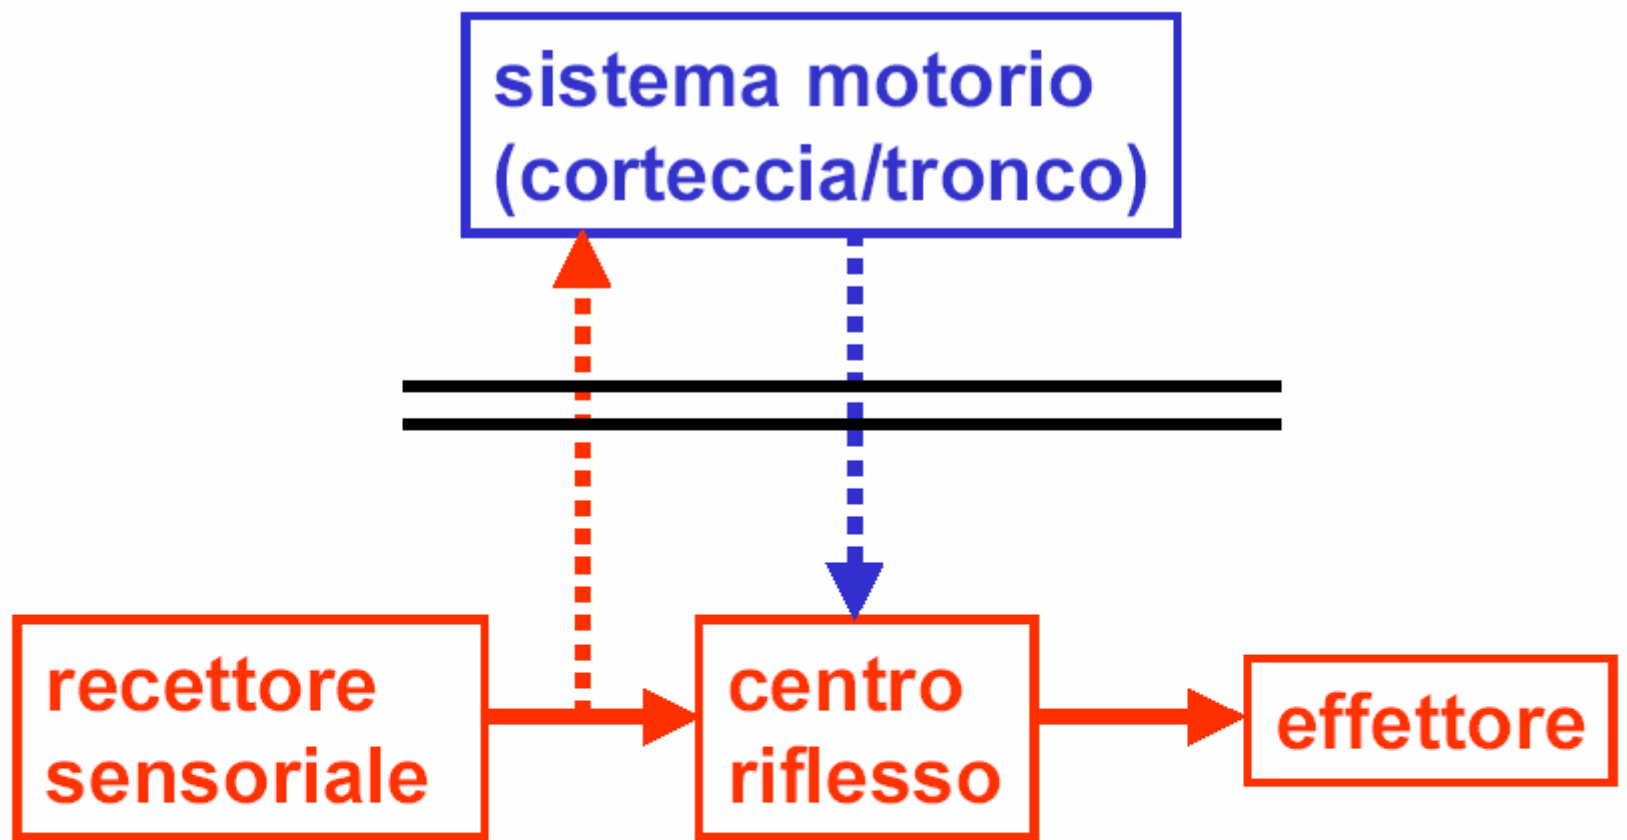 sistema motorio
(corteccia/tronco)
recettore
sensoriale
centro
riflesso
effettore